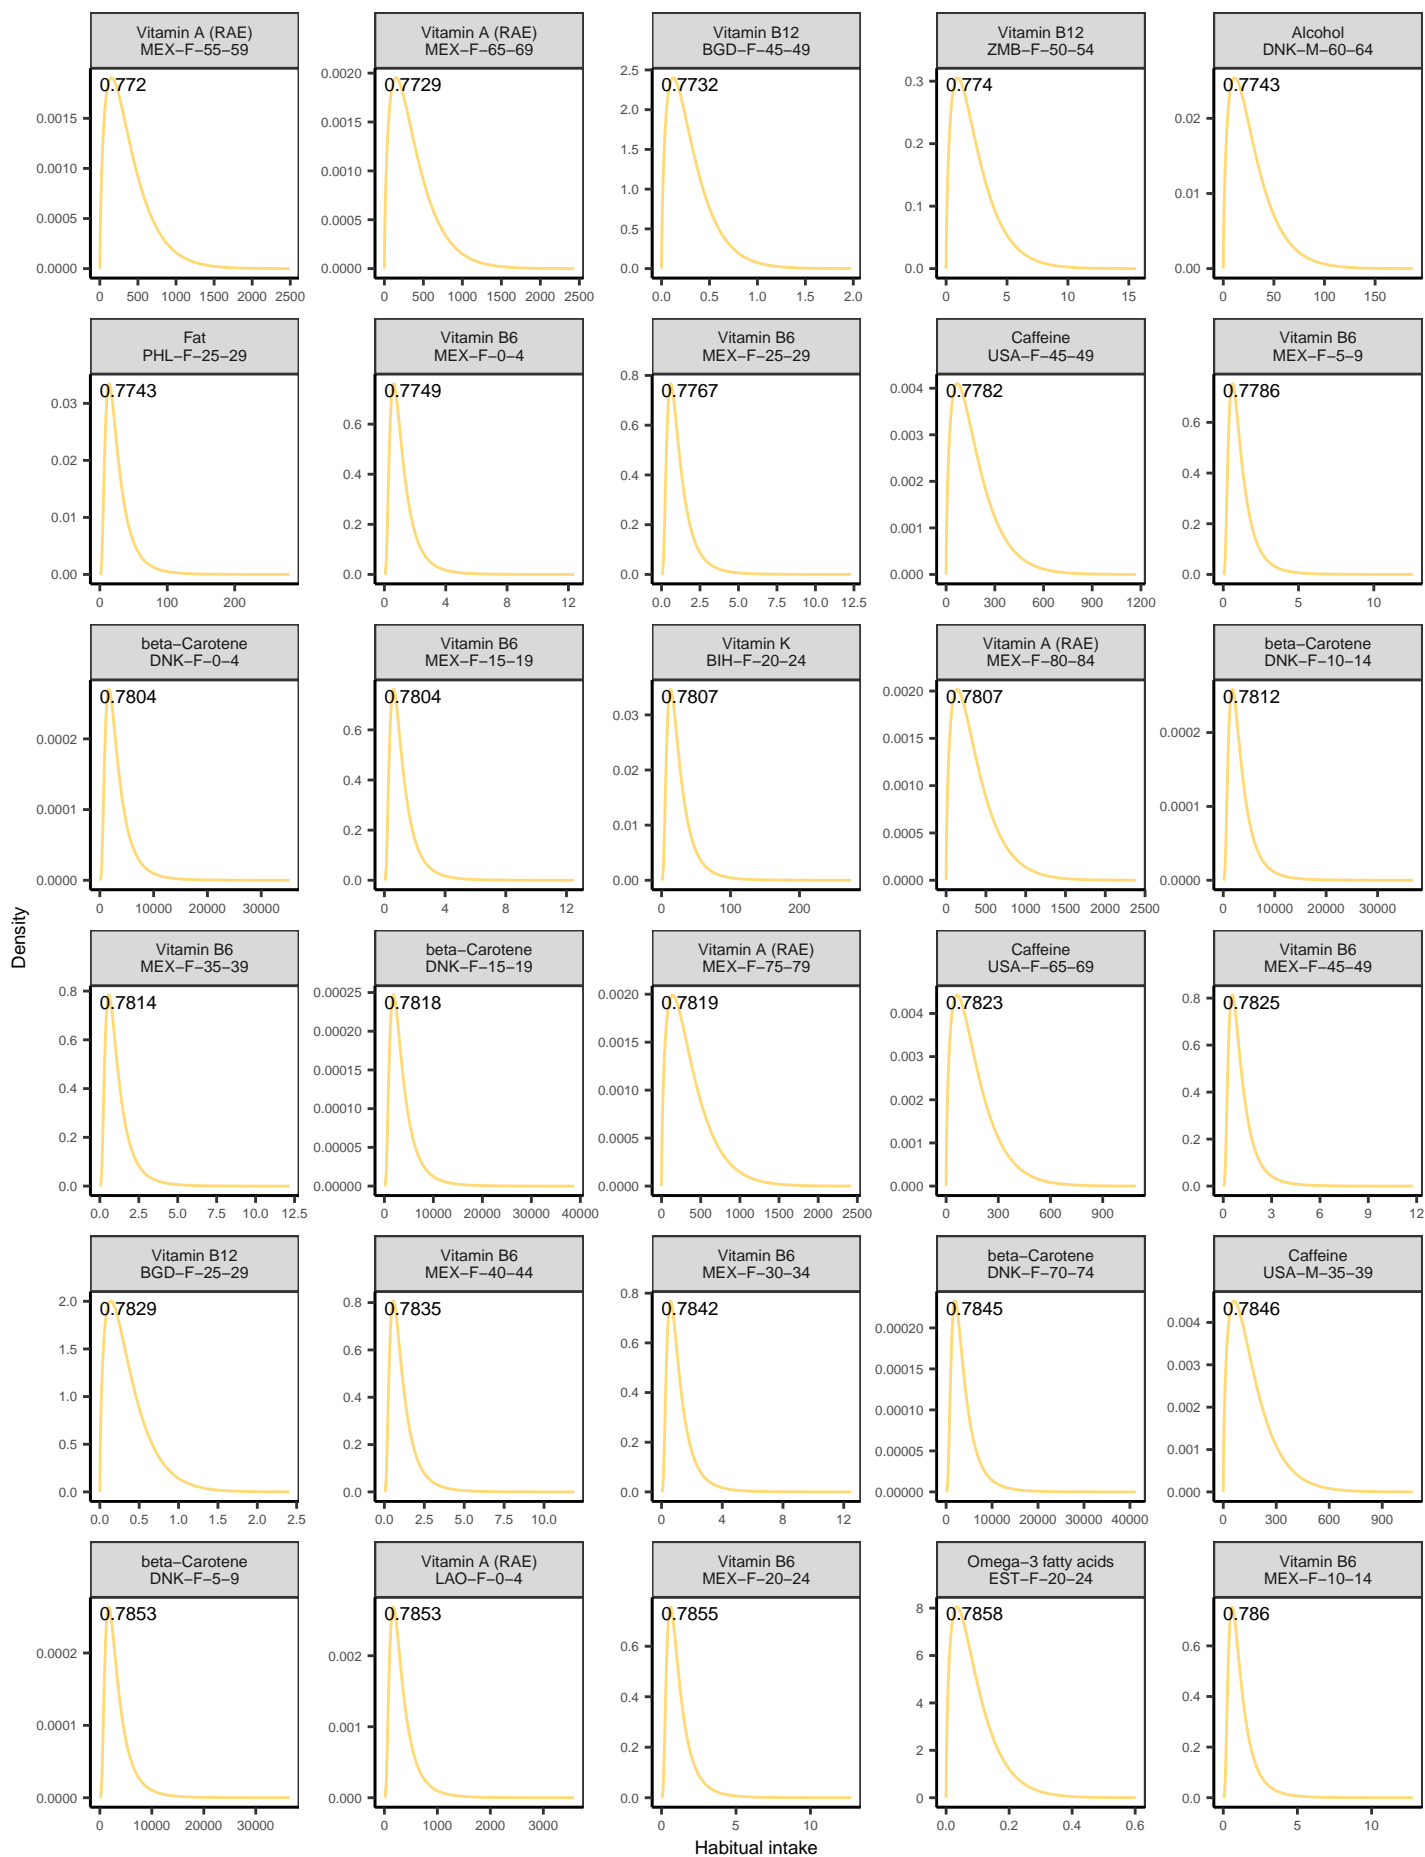 Vitamin A (RAE)
MEX−F−55−59
0.772
0.0015
0.0010
0.0005
0.0000
0 500 1000 1500 2000 2500
Vitamin A (RAE)
MEX−F−65−69
0.7729
0.0020
0.0015
0.0010
0.0005
0.0000
0 500 1000 1500 2000 2500
Vitamin B12
BGD−F−45−49
0.7732
2.5
2.0
1.5
1.0
0.5
0.0
0.0 0.5 1.0 1.5 2.0
Vitamin B12
ZMB−F−50−54
0.774
0.3
0.2
0.1
0.0
0 5 10 15
Alcohol
DNK−M−60−64
0.7743
0.02
0.01
0.00
0 50 100 150
Fat
PHL−F−25−29
0.7743
0.03
0.02
0.01
0.00
0 100 200
Vitamin B6
MEX−F−0−4
0.7749
0.6
0.4
0.2
0.0
0 4 8 12
Vitamin B6
MEX−F−25−29
0.7767
0.8
0.6
0.4
0.2
0.0
0.0 2.5 5.0 7.5 10.0 12.5
Caffeine
USA−F−45−49
0.7782
0.004
0.003
0.002
0.001
0.000
0 300 600 900 1200
Vitamin B6
MEX−F−5−9
0.7786
0.6
0.4
0.2
0.0
0 5 10
beta−Carotene
DNK−F−0−4
0.7804
0.0002
0.0001
0.0000
0 10000 20000 30000
Vitamin B6
MEX−F−15−19
0.7804
0.6
0.4
0.2
0.0
0 4 8 12
Vitamin K
BIH−F−20−24
0.7807
0.03
0.02
0.01
0.00
0 100 200
Vitamin A (RAE)
MEX−F−80−84
0.7807
0.0020
0.0015
0.0010
0.0005
0.0000
0 500 1000 1500 2000 2500
beta−Carotene
DNK−F−10−14
0.7812
0.0002
0.0001
0.0000
0 10000 20000 30000
Density
Vitamin B6
MEX−F−35−39
0.7814
0.8
0.6
0.4
0.2
0.0
0.0 2.5 5.0 7.5 10.0 12.5
beta−Carotene
DNK−F−15−19
0.7818
0.00025
0.00020
0.00015
0.00010
0.00005
0.00000
0 10000 20000 30000 40000
Vitamin A (RAE)
MEX−F−75−79
0.7819
0.0020
0.0015
0.0010
0.0005
0.0000
0 500 1000 1500 2000 2500
Caffeine
USA−F−65−69
0.7823
0.004
0.003
0.002
0.001
0.000
0 300 600 900
Vitamin B6
MEX−F−45−49
0.7825
0.8
0.6
0.4
0.2
0.0
0 3 6 9 12
Vitamin B12
BGD−F−25−29
0.7829
2.0
1.5
1.0
0.5
0.0
0.0 0.5 1.0 1.5 2.0 2.5
Vitamin B6
MEX−F−40−44
0.7835
0.8
0.6
0.4
0.2
0.0
0.0 2.5 5.0 7.5 10.0
Vitamin B6
MEX−F−30−34
0.7842
0.8
0.6
0.4
0.2
0.0
0 4 8 12
beta−Carotene
DNK−F−70−74
0.7845
0.00020
0.00015
0.00010
0.00005
0.00000
0 10000 20000 30000 40000
Caffeine
USA−M−35−39
0.7846
0.004
0.003
0.002
0.001
0.000
0 300 600 900
beta−Carotene
DNK−F−5−9
0.7853
0.0002
0.0001
0.0000
0 10000 20000 30000
Vitamin A (RAE)
LAO−F−0−4
0.7853
0.002
0.001
0.000
0 1000 2000 3000
Vitamin B6
MEX−F−20−24
0.7855
0.6
0.4
0.2
0.0
0 5 10
Omega−3 fatty acids
EST−F−20−24
0.7858
8
6
4
2
0
0.0 0.2 0.4 0.6
Vitamin B6
MEX−F−10−14
0.786
0.6
0.4
0.2
0.0
0 5 10
Habitual intake